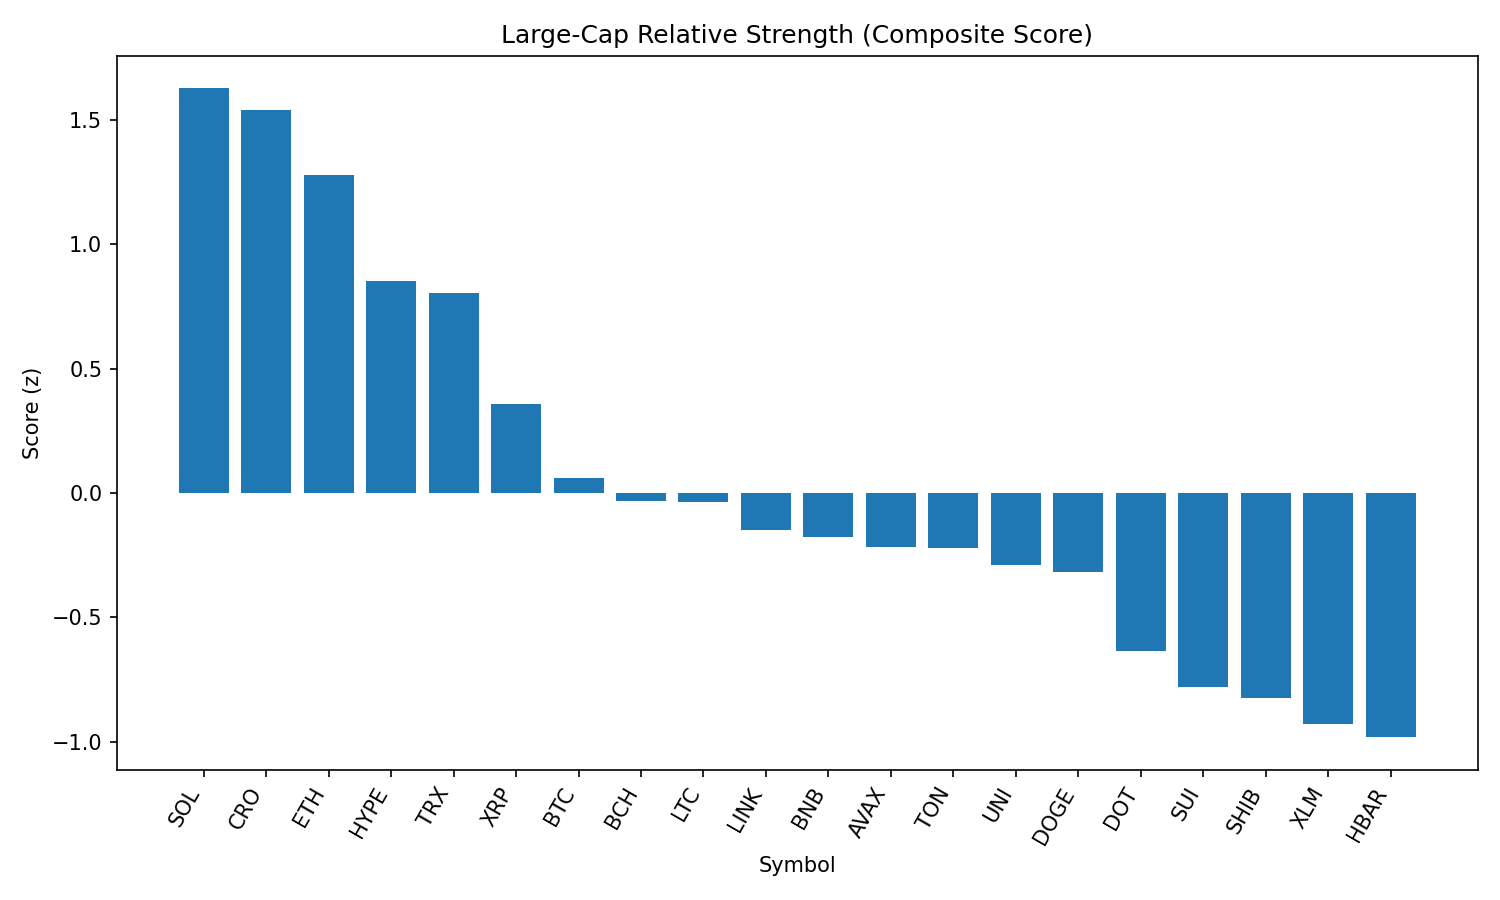 Large-Cap Relative Strength (Composite Score)
Score (z)
1.5
1.0
0.5
0.0
−0.5
−1.0
SOL
CRO
ETH
HYPE
TRX
XRP
BTC
BCH
LTC
LINK
BNB
AVAX
TON
UNI
DOGE
DOT
SUI
SHIB
XLM
HBAR
Symbol